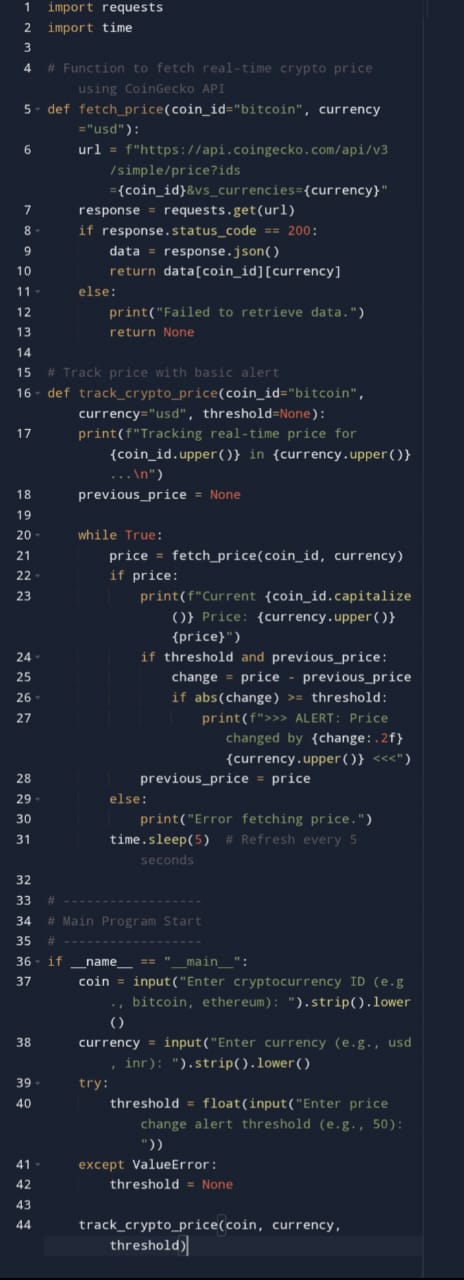 1 import requests
2 import time
3
4 # Function to fetch real-time crypto price
using CoinGecko API
5 def fetch_price(coin_id="bitcoin", currency
="usd"):
6 url = f"https://api.coingecko.com/api/v3
/simple/price?ids
={coin_id}&vs_currencies={currency}"
7 response = requests.get(url)
8 if response.status_code == 200:
9 data = response.json()
10 return data[coin_id][currency]
11 else:
12 print("Failed to retrieve data.")
13 return None
14
15 # Track price with basic alert
16 def track_crypto_price(coin_id="bitcoin",
currency="usd", threshold=None):
17 print(f"Tracking real-time price for
{coin_id.upper()} in {currency.upper()}
...\n")
18 previous_price = None
19
20 while True:
21 price = fetch_price(coin_id, currency)
22 if price:
23 print(f"Current {coin_id.capitalize
()} Price: {currency.upper()}
{price}")
24 if threshold and previous_price:
25 change = price - previous_price
26 if abs(change) >= threshold:
27 print(f">>> ALERT: Price
changed by {change:.2f}
{currency.upper()} <<<")
28 previous_price = price
29 else:
30 print("Error fetching price.")
31 time.sleep(5) # Refresh every 5
seconds
32
33 # ------------------
34 # Main Program Start
35 # ------------------
36 if __name__ == "__main__":
37 coin = input("Enter cryptocurrency ID (e.g
., bitcoin, ethereum): ").strip().lower
()
38 currency = input("Enter currency (e.g., usd
, inr): ").strip().lower()
39 try:
40 threshold = float(input("Enter price
change alert threshold (e.g., 50):
"))
41 except ValueError:
42 threshold = None
43
44 track_crypto_price(coin, currency,
threshold)